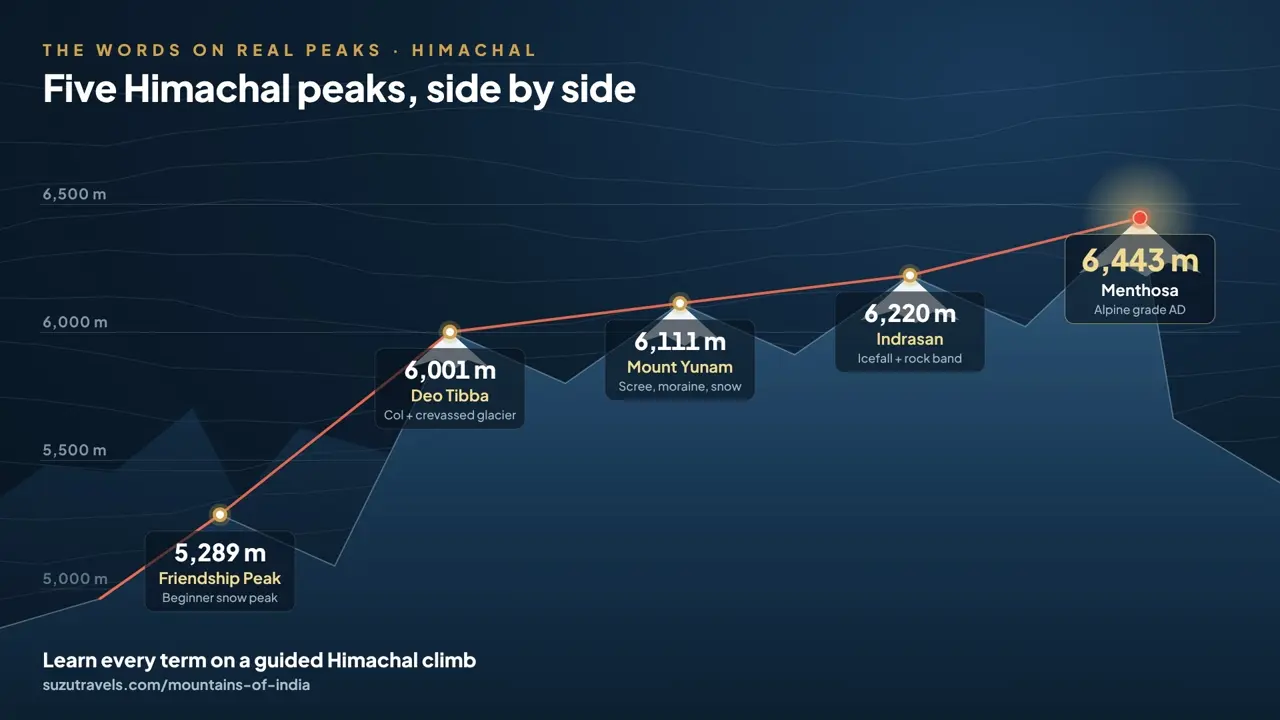 THE WORDS ON REAL PEAKS · HIMACHAL
Five Himachal peaks, side by side
6,500 m
6,000 m
5,500 m
5,000 m
5,289 m
Friendship Peak
Beginner snow peak
6,001 m
Deo Tibba
Col + crevassed glacier
6,111 m
Mount Yunam
Scree, moraine, snow
6,220 m
Indrasan
Icefall + rock band
6,443 m
Menthosa
Alpine grade AD
Learn every term on a guided Himachal climb
suzutravels.com/mountains-of-india